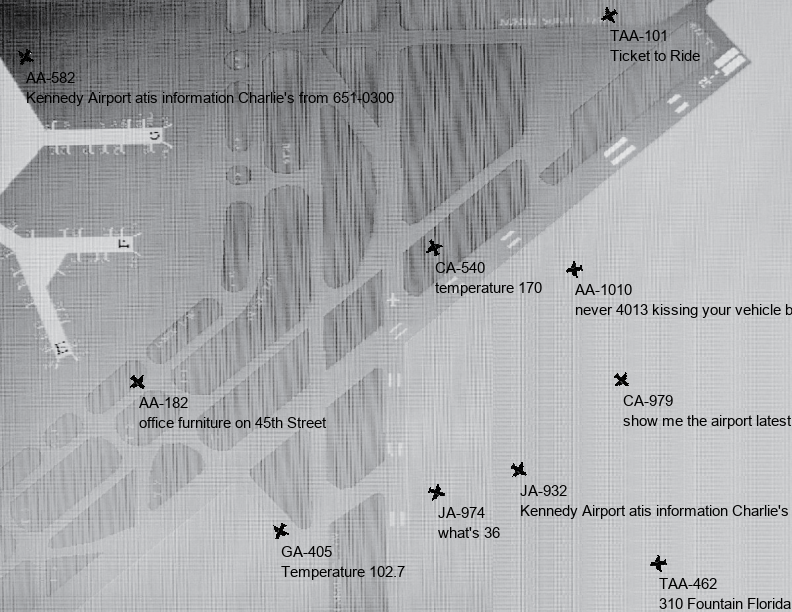 TAA-101
Ticket to Ride
AA-582
Kennedy Airport atis information Charlie's from 651-0300
CA-540
temperature 170
AA-1010
never 4013 kissing your vehicle b
AA-182
office furniture on 45th Street
CA-979
show me the airport latest
JA-932
Kennedy Airport atis information Charlie's
JA-974
what's 36
GA-405
Temperature 102.7
TAA-462
310 Fountain Florida